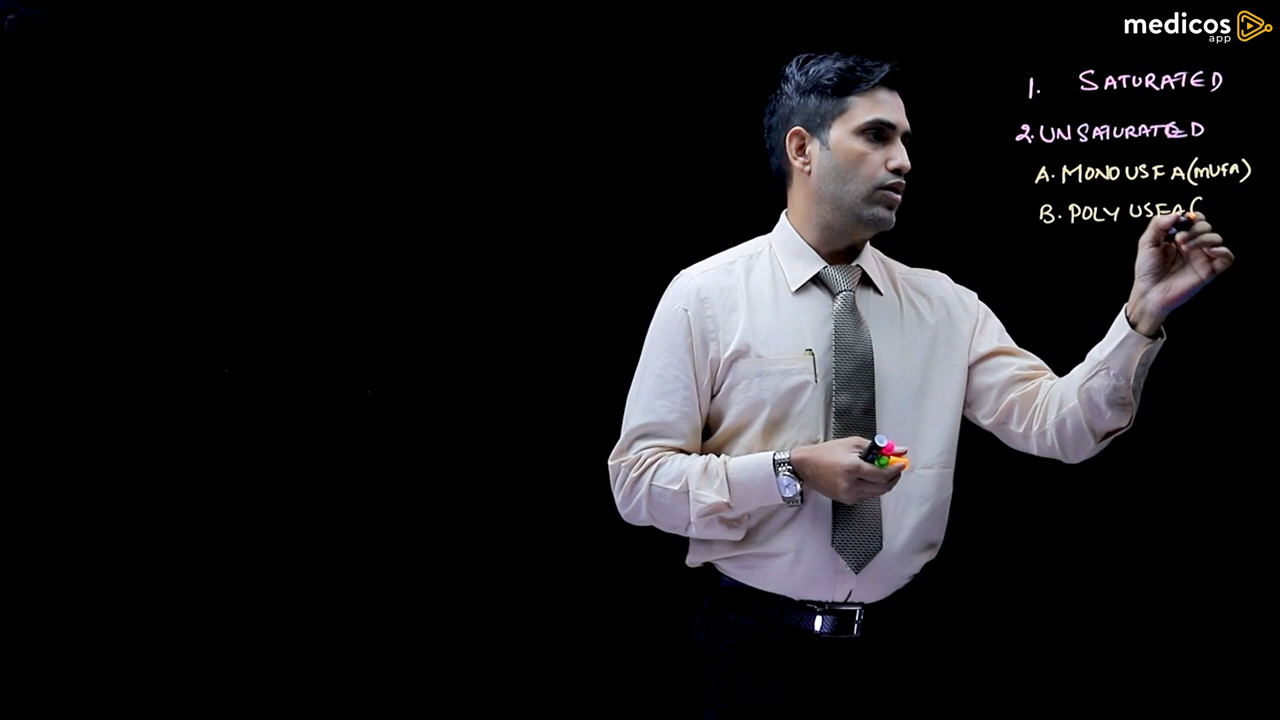 medicos
app
1. SATURATED
2. UNSATURATED
A. MONO USFA (MUFA)
B. POLY USFA (